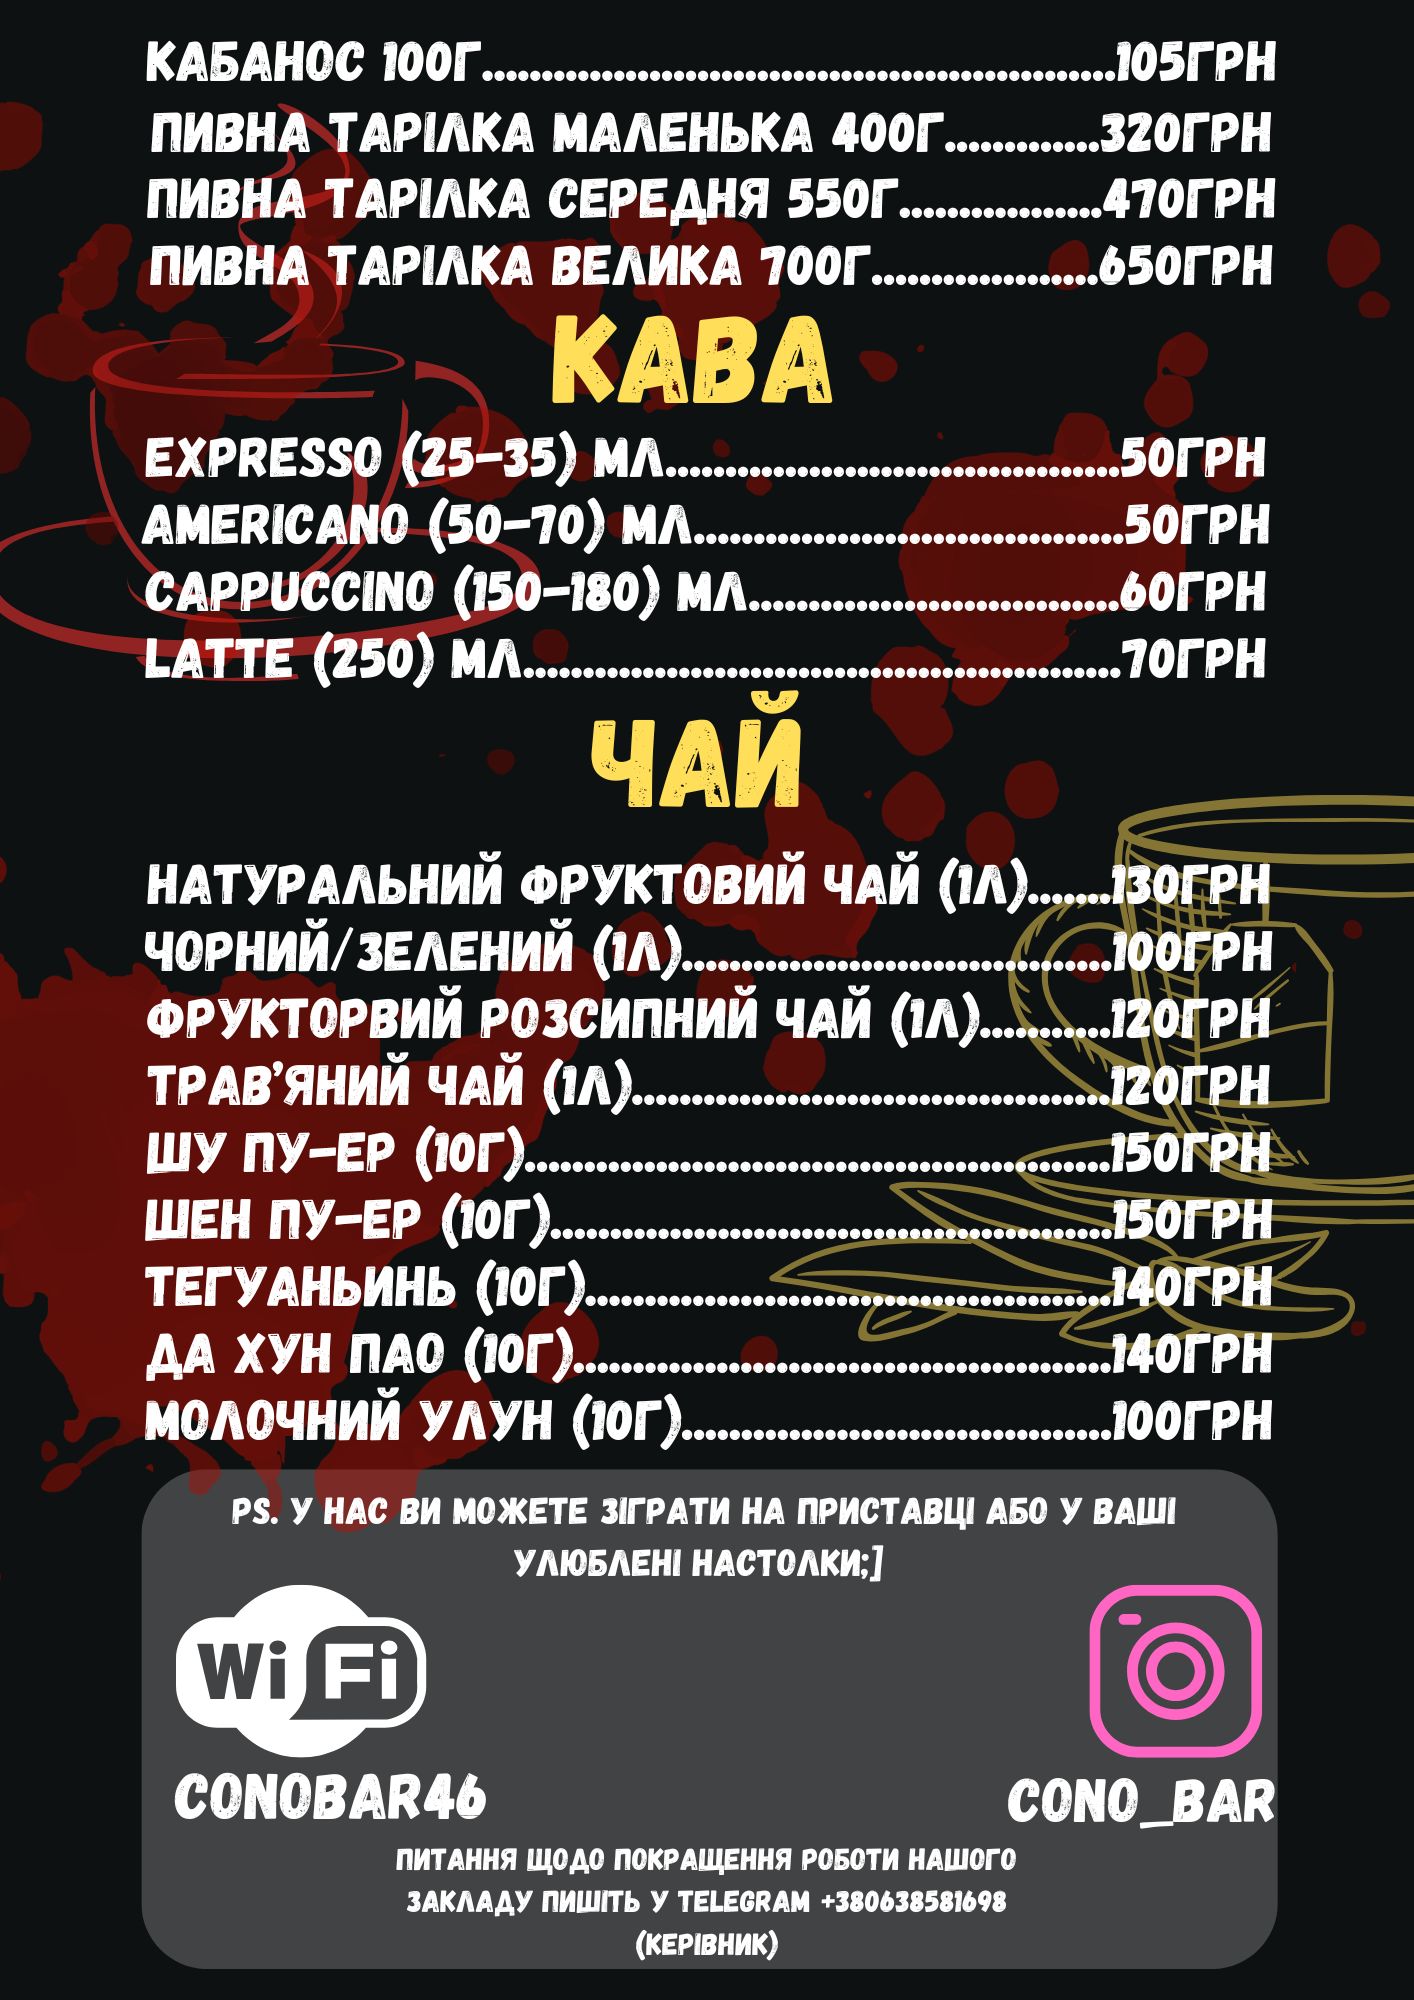 КАБАНОС 100Г.....................................................105ГРН
ПИВНА ТАРІЛКА МАЛЕНЬКА 400Г.............320ГРН
ПИВНА ТАРІЛКА СЕРЕДНЯ 550Г.................470ГРН
ПИВНА ТАРІЛКА ВЕЛИКА 700Г...................650ГРН
КАВА
EXPRESSO (25-35) МЛ......................................50ГРН
AMERICANO (50-70) МЛ....................................50ГРН
CAPPUCCINO (150-180) МЛ...............................60ГРН
LATTE (250) МЛ..................................................70ГРН
ЧАЙ
НАТУРАЛЬНИЙ ФРУКТОВИЙ ЧАЙ (1Л).......130ГРН
ЧОРНИЙ/ЗЕЛЕНИЙ (1Л)....................................100ГРН
ФРУКТОРВИЙ РОЗСИПНИЙ ЧАЙ (1Л)...........120ГРН
ТРАВ’ЯНИЙ ЧАЙ (1Л)........................................120ГРН
ШУ ПУ-ЕР (10Г).................................................150ГРН
ШЕН ПУ-ЕР (10Г)...............................................150ГРН
ТЕГУАНЬИНЬ (10Г)............................................140ГРН
ДА ХУН ПАО (10Г).............................................140ГРН
МОЛОЧНИЙ УЛУН (10Г)....................................100ГРН
PS. У НАС ВИ МОЖЕТЕ ЗІГРАТИ НА ПРИСТАВЦІ АБО У ВАШІ
УЛЮБЛЕНІ НАСТОЛКИ;]
Wi Fi
CONOBAR46
CONO_BAR
ПИТАННЯ ЩОДО ПОКРАЩЕННЯ РОБОТИ НАШОГО
ЗАКЛАДУ ПИШІТЬ У TELEGRAM +380638581698
(КЕРІВНИК)